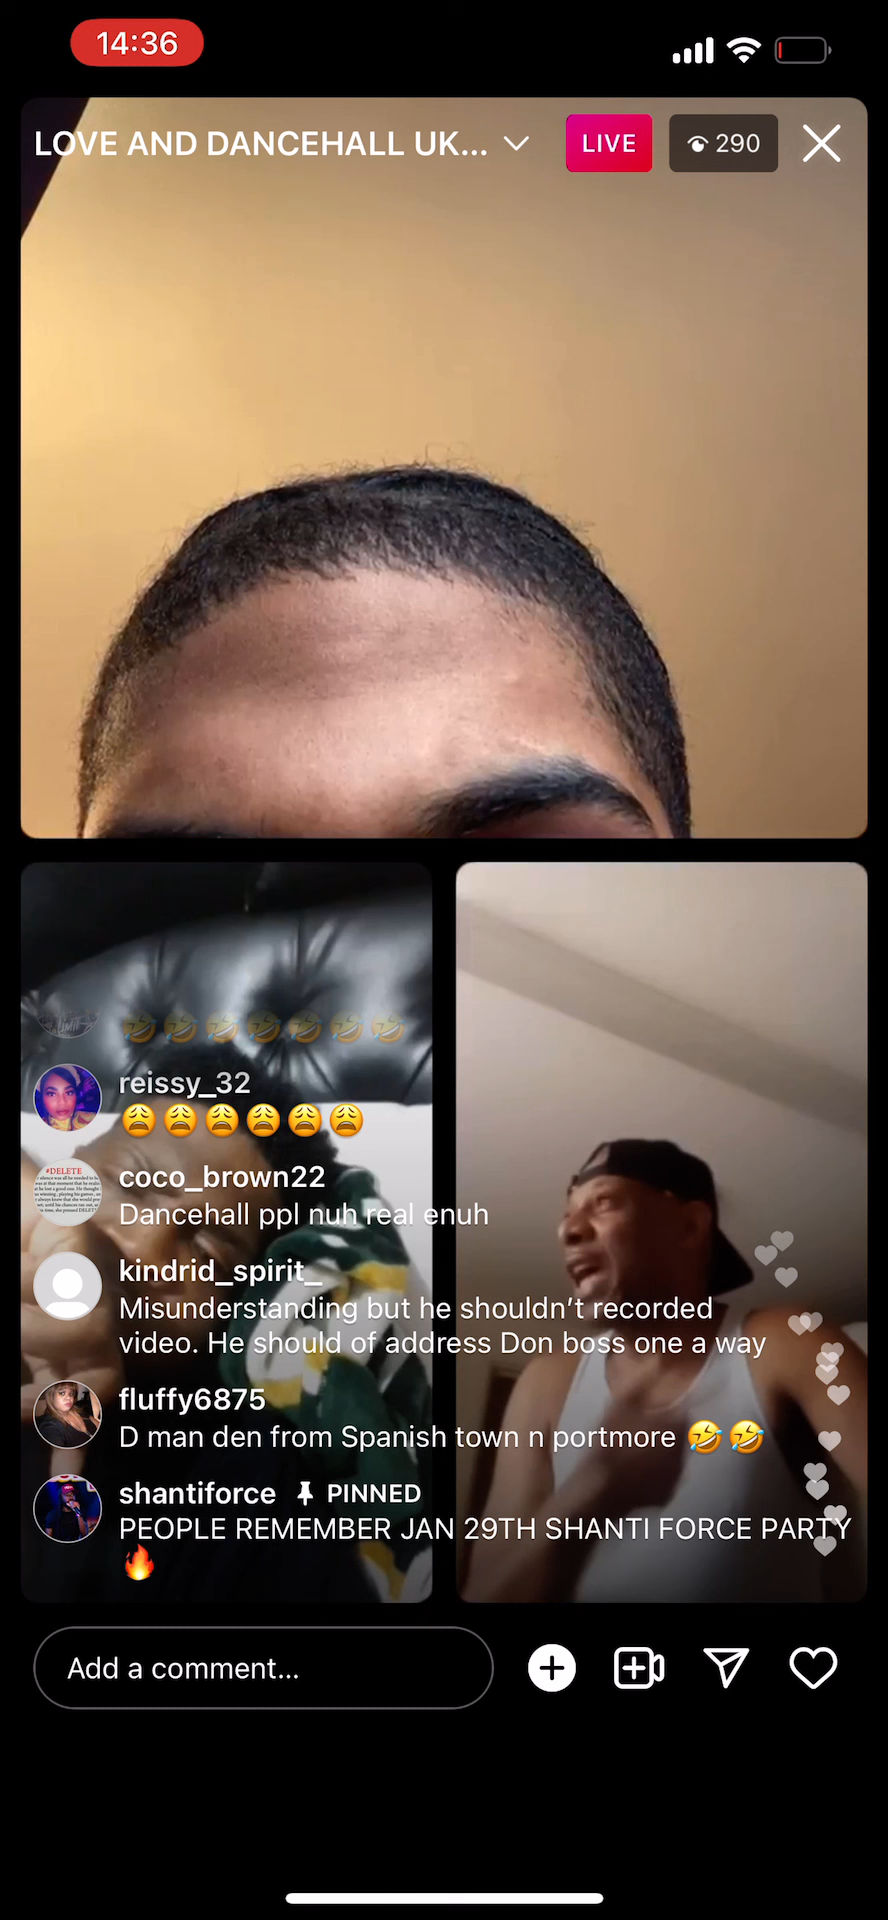 14:36
LOVE AND DANCEHALL UK... LIVE 290
🤣🤣🤣🤣🤣🤣🤣
reissy_32
😩😩😩😩😩😩
#DELETE
coco_brown22
Dancehall ppl nuh real enuh
kindrid_spirit_
Misunderstanding but he shouldn’t recorded
video. He should of address Don boss one a way
fluffy6875
D man den from Spanish town n portmore 🤣🤣
shantiforce PINNED
PEOPLE REMEMBER JAN 29TH SHANTI FORCE PARTY
🔥
Add a comment...